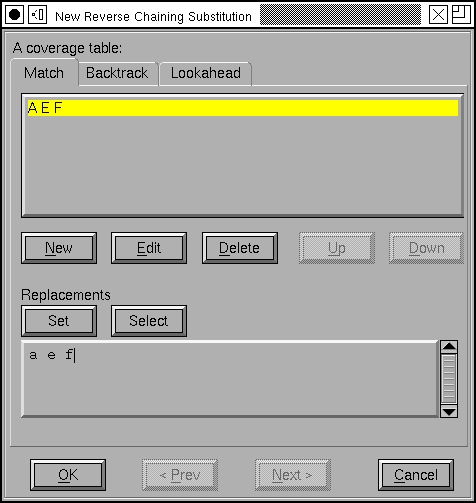 New Reverse Chaining Substitution
A coverage table:
Match Backtrack Lookahead
A E F
New Edit Delete Up Down
Replacements
Set Select
a e f
OK < Prev Next > Cancel